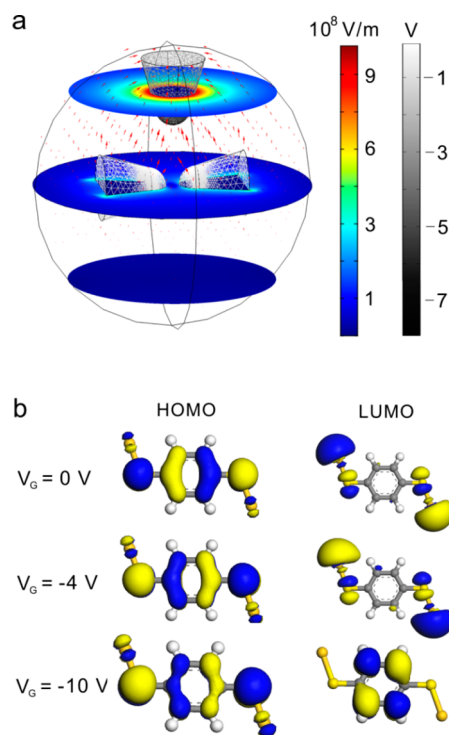 a
10⁸ V/m
V
9
6
3
1
−1
−3
−5
−7
b
HOMO
LUMO
V_G = 0 V
V_G = -4 V
V_G = -10 V